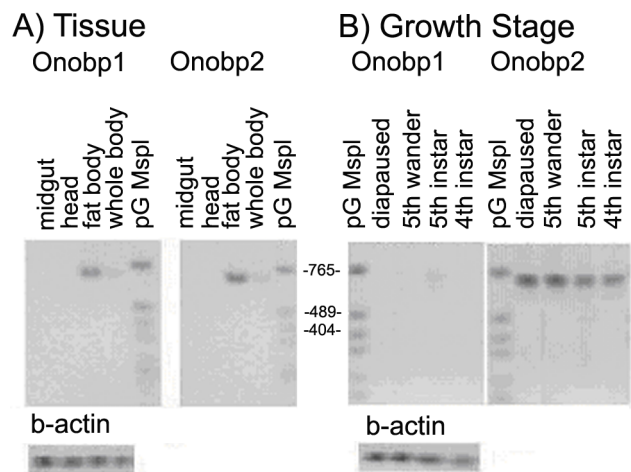 A) Tissue
Onobp1 Onobp2
midgut
head
fat body
whole body
pG MspI
midgut
head
fat body
whole body
pG MspI
B) Growth Stage
Onobp1 Onobp2
pG MspI
diapaused
5th wander
5th instar
4th instar
pG MspI
diapaused
5th wander
5th instar
4th instar
-765-
-489-
-404-
b-actin
b-actin